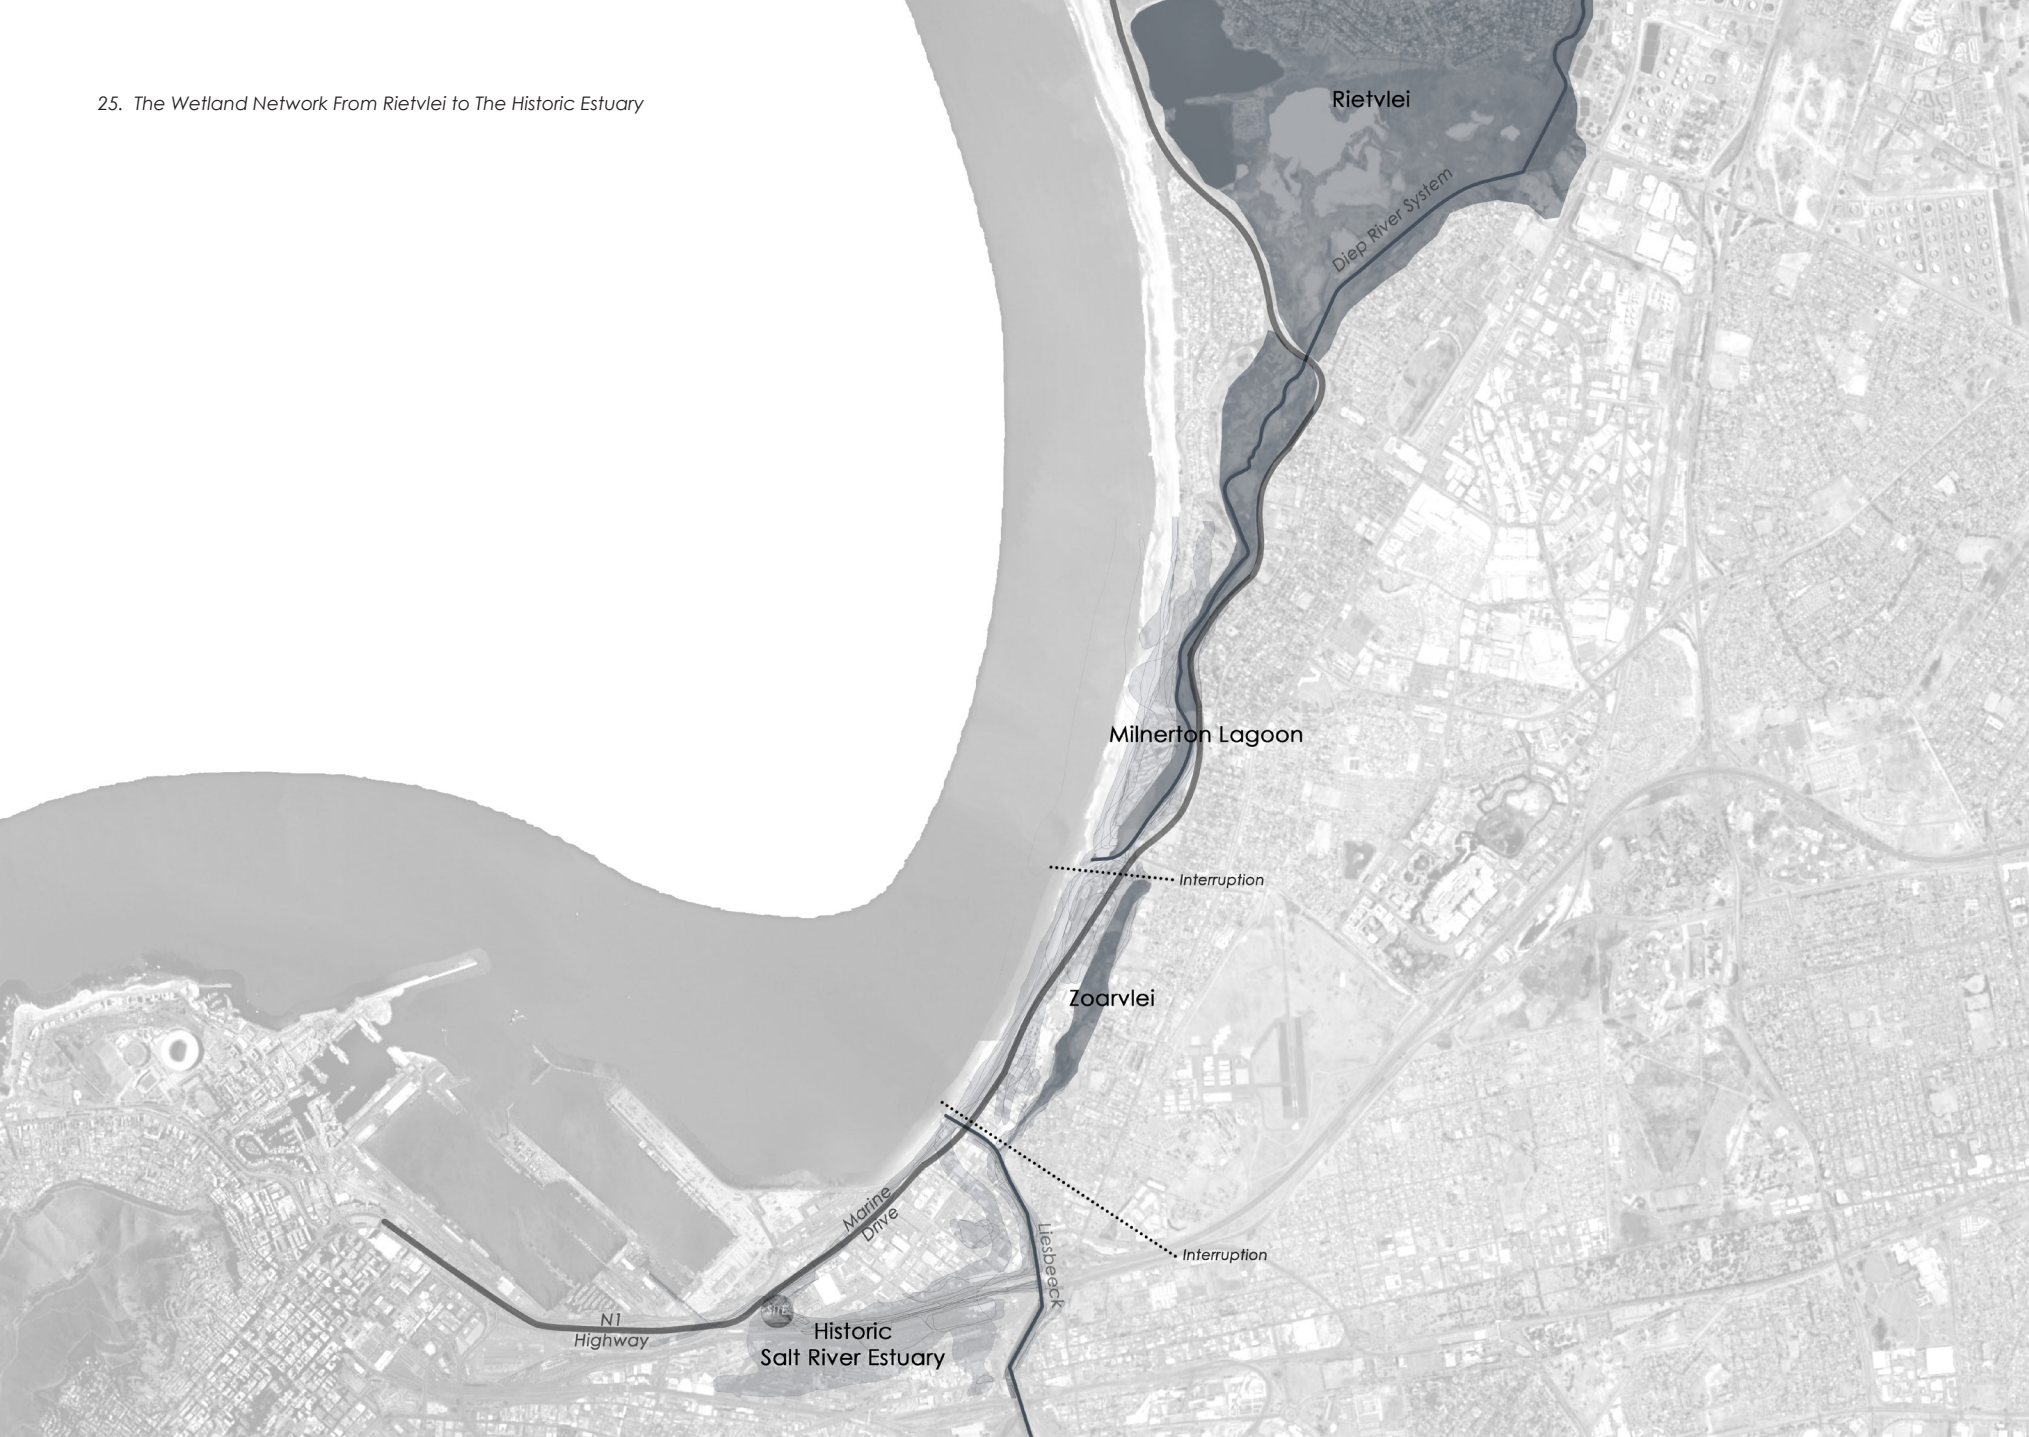 25. The Wetland Network From Rietvlei to The Historic Estuary
Rietvlei
Diep River System
Milnerton Lagoon
Interruption
Zoarvlei
Marine
Drive
Liesbeeck
Interruption
SITE
N1
Highway
Historic
Salt River Estuary